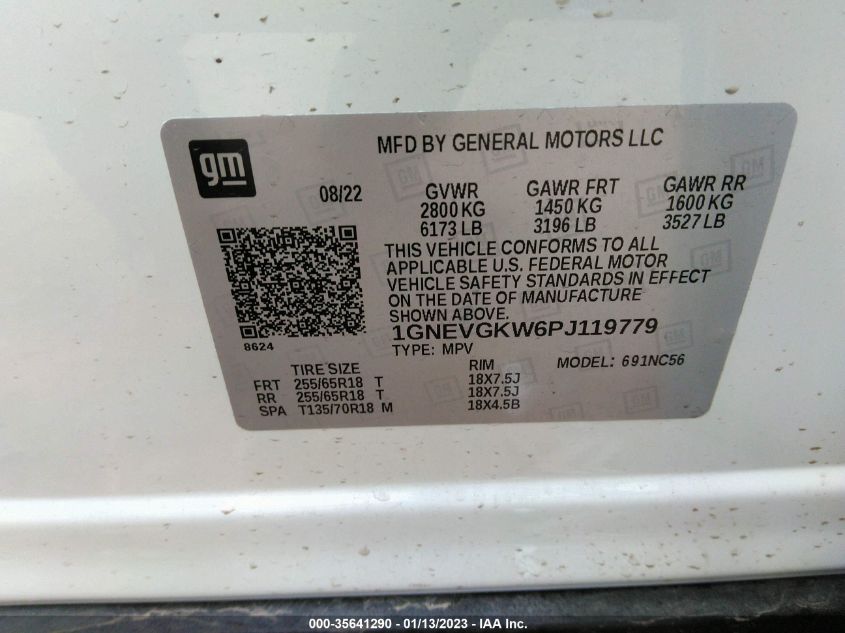 gm
MFD BY GENERAL MOTORS LLC
08/22
GVWR GAWR FRT GAWR RR
2800 KG 1450 KG 1600 KG
6173 LB 3196 LB 3527 LB
THIS VEHICLE CONFORMS TO ALL
APPLICABLE U.S. FEDERAL MOTOR
VEHICLE SAFETY STANDARDS IN EFFECT
ON THE DATE OF MANUFACTURE
SHOWN ABOVE.
8624
1GNEVGKW6PJ119779
TYPE: MPV MODEL: 691NC56
TIRE SIZE RIM
FRT 255/65R18 T 18X7.5J
RR 255/65R18 T 18X7.5J
SPA T135/70R18 M 18X4.5B
000-35641290 - 01/13/2023 - IAA Inc.